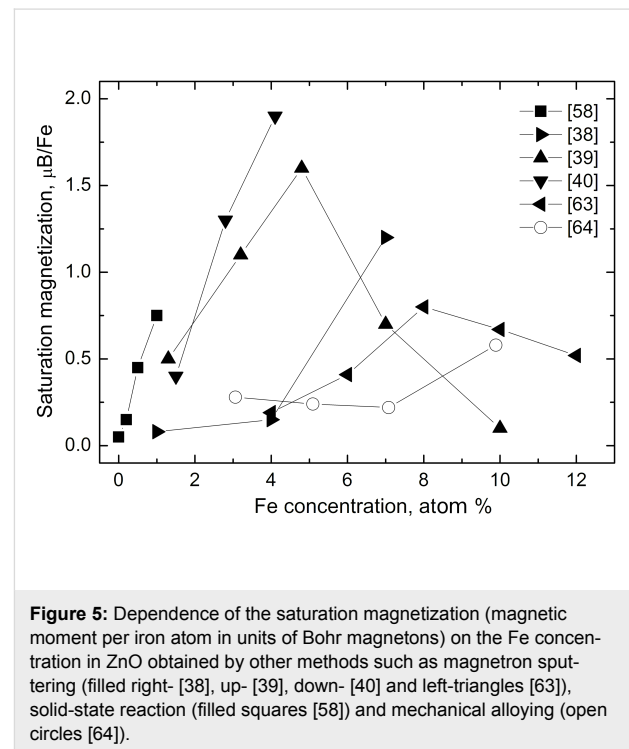 2.0
1.5
1.0
0.5
0.0
Saturation magnetization, μB/Fe
[58]
[38]
[39]
[40]
[63]
[64]
0 2 4 6 8 10 12
Fe concentration, atom %
Figure 5: Dependence of the saturation magnetization (magnetic
moment per iron atom in units of Bohr magnetons) on the Fe concen-
tration in ZnO obtained by other methods such as magnetron sput-
tering (filled right- [38], up- [39], down- [40] and left-triangles [63]),
solid-state reaction (filled squares [58]) and mechanical alloying (open
circles [64]).